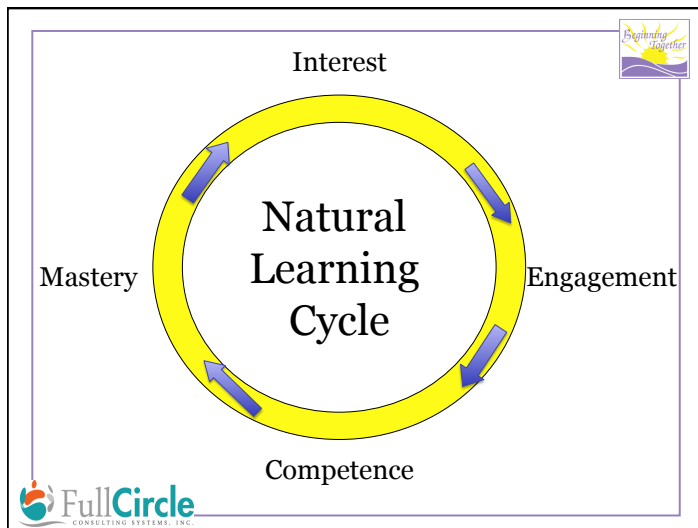 Beginning
Together
Interest
Natural
Learning
Cycle
Mastery
Engagement
Competence
FullCircle
CONSULTING SYSTEMS, INC.